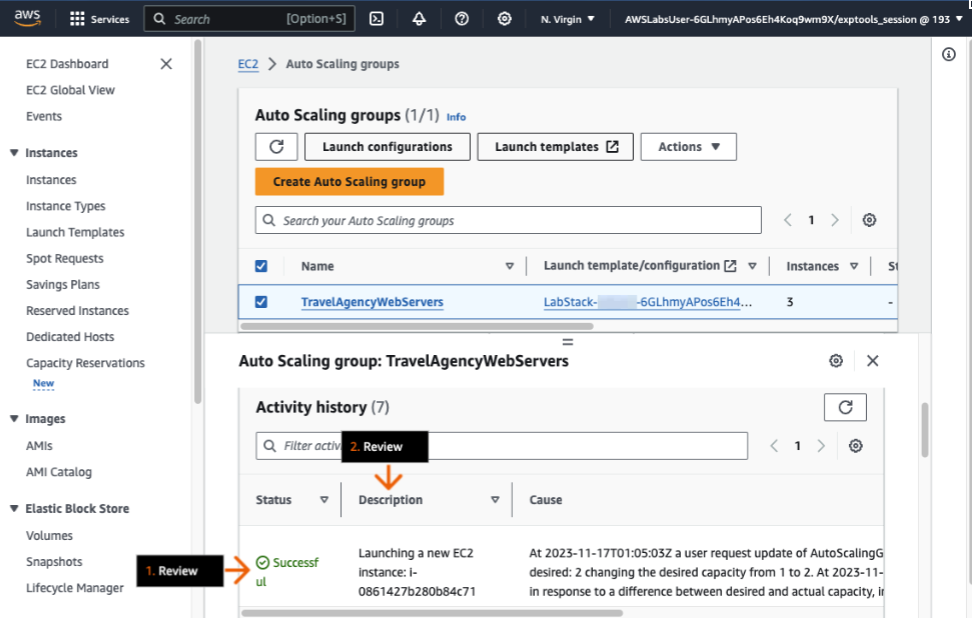 aws
Services
Search [Option+S]
N. Virgin
AWSLabsUser-6GLhmyAPos6Eh4Koq9wm9X/exptools_session @ 193
EC2 Dashboard
EC2 Global View
Events
Instances
Instances
Instance Types
Launch Templates
Spot Requests
Savings Plans
Reserved Instances
Dedicated Hosts
Capacity Reservations
New
Images
AMIs
AMI Catalog
Elastic Block Store
Volumes
Snapshots
Lifecycle Manager
EC2 > Auto Scaling groups
Auto Scaling groups (1/1) Info
Launch configurations
Launch templates
Actions
Create Auto Scaling group
Search your Auto Scaling groups
1
Name Launch template/configuration Instances St
TravelAgencyWebServers LabStack- -6GLhmyAPos6Eh4... 3 -
Auto Scaling group: TravelAgencyWebServers
Activity history (7)
Filter activ
1
2. Review
Status Description Cause
1. Review
Successf
ul
Launching a new EC2
instance: i-
0861427b280b84c71
At 2023-11-17T01:05:03Z a user request update of AutoScalingG
desired: 2 changing the desired capacity from 1 to 2. At 2023-11-
in response to a difference between desired and actual capacity, i